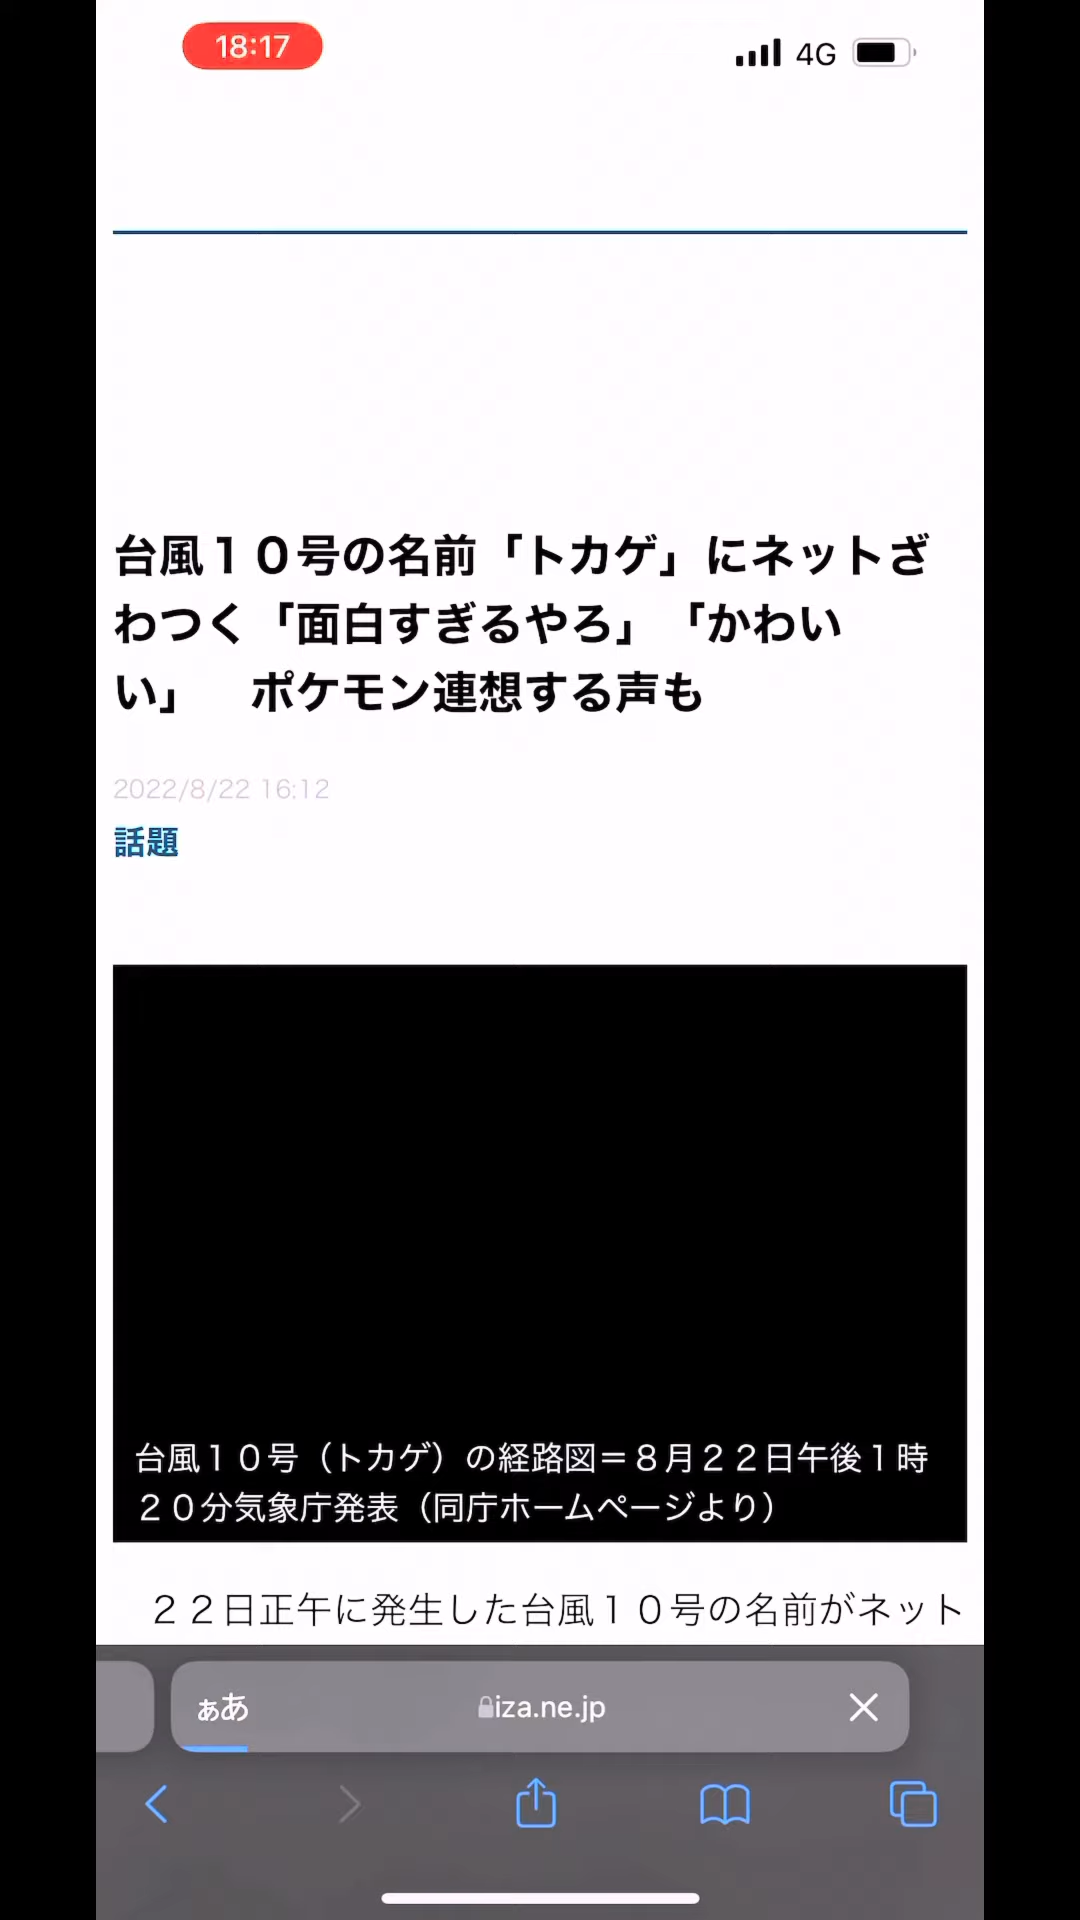 18:17
4G
台風１０号の名前「トカゲ」にネットざ
わつく「面白すぎるやろ」「かわい
い」　ポケモン連想する声も
2022/8/22 16:12
話題
台風１０号（トカゲ）の経路図＝８月２２日午後１時
２０分気象庁発表（同庁ホームページより）
２２日正午に発生した台風１０号の名前がネット
ぁあ
iza.ne.jp